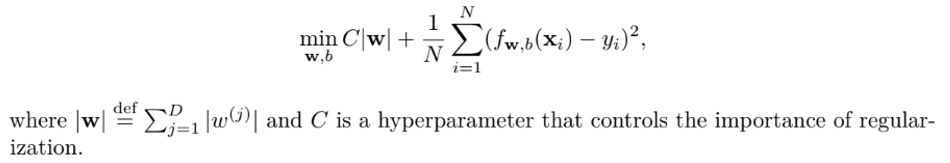 min_{w,b} C|w| + \frac{1}{N} \sum_{i=1}^{N} (f_{w,b}(x_i) − y_i)^2,
where |w| \stackrel{def}{=} \sum_{j=1}^{D} |w^{(j)}| and C is a hyperparameter that controls the importance of regular-
ization.